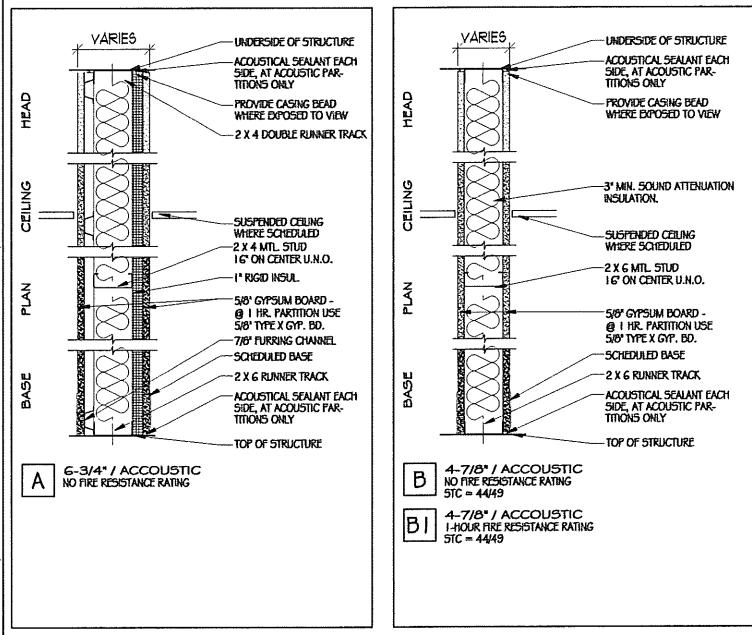 VARIES
UNDERSIDE OF STRUCTURE
ACOUSTICAL SEALANT EACH
SIDE, AT ACOUSTIC PAR-
TITIONS ONLY
PROVIDE CASING BEAD
WHERE EXPOSED TO VIEW
2 X 4 DOUBLE RUNNER TRACK
HEAD
CEILING
SUSPENDED CEILING
WHERE SCHEDULED
2 X 4 MTL. STUD
16" ON CENTER U.N.O.
1" RIGID INSUL.
PLAN
5/8" GYPSUM BOARD -
@ 1 HR. PARTITION USE
5/8" TYPE X GYP. BD.
7/8" FURRING CHANNEL
SCHEDULED BASE
2 X 6 RUNNER TRACK
BASE
ACOUSTICAL SEALANT EACH
SIDE, AT ACOUSTIC PAR-
TITIONS ONLY
TOP OF STRUCTURE
A
6-3/4" / ACCOUSTIC
NO FIRE RESISTANCE RATING
VARIES
UNDERSIDE OF STRUCTURE
ACOUSTICAL SEALANT EACH
SIDE, AT ACOUSTIC PAR-
TITIONS ONLY
PROVIDE CASING BEAD
WHERE EXPOSED TO VIEW
HEAD
3" MIN. SOUND ATTENUATION
INSULATION.
CEILING
SUSPENDED CEILING
WHERE SCHEDULED
2 X 6 MTL. STUD
16" ON CENTER U.N.O.
PLAN
5/8" GYPSUM BOARD -
@ 1 HR. PARTITION USE
5/8" TYPE X GYP. BD.
SCHEDULED BASE
2 X 6 RUNNER TRACK
BASE
ACOUSTICAL SEALANT EACH
SIDE, AT ACOUSTIC PAR-
TITIONS ONLY
TOP OF STRUCTURE
B
4-7/8" / ACCOUSTIC
NO FIRE RESISTANCE RATING
STC = 44/49
B1
4-7/8" / ACCOUSTIC
1-HOUR FIRE RESISTANCE RATING
STC = 44/49